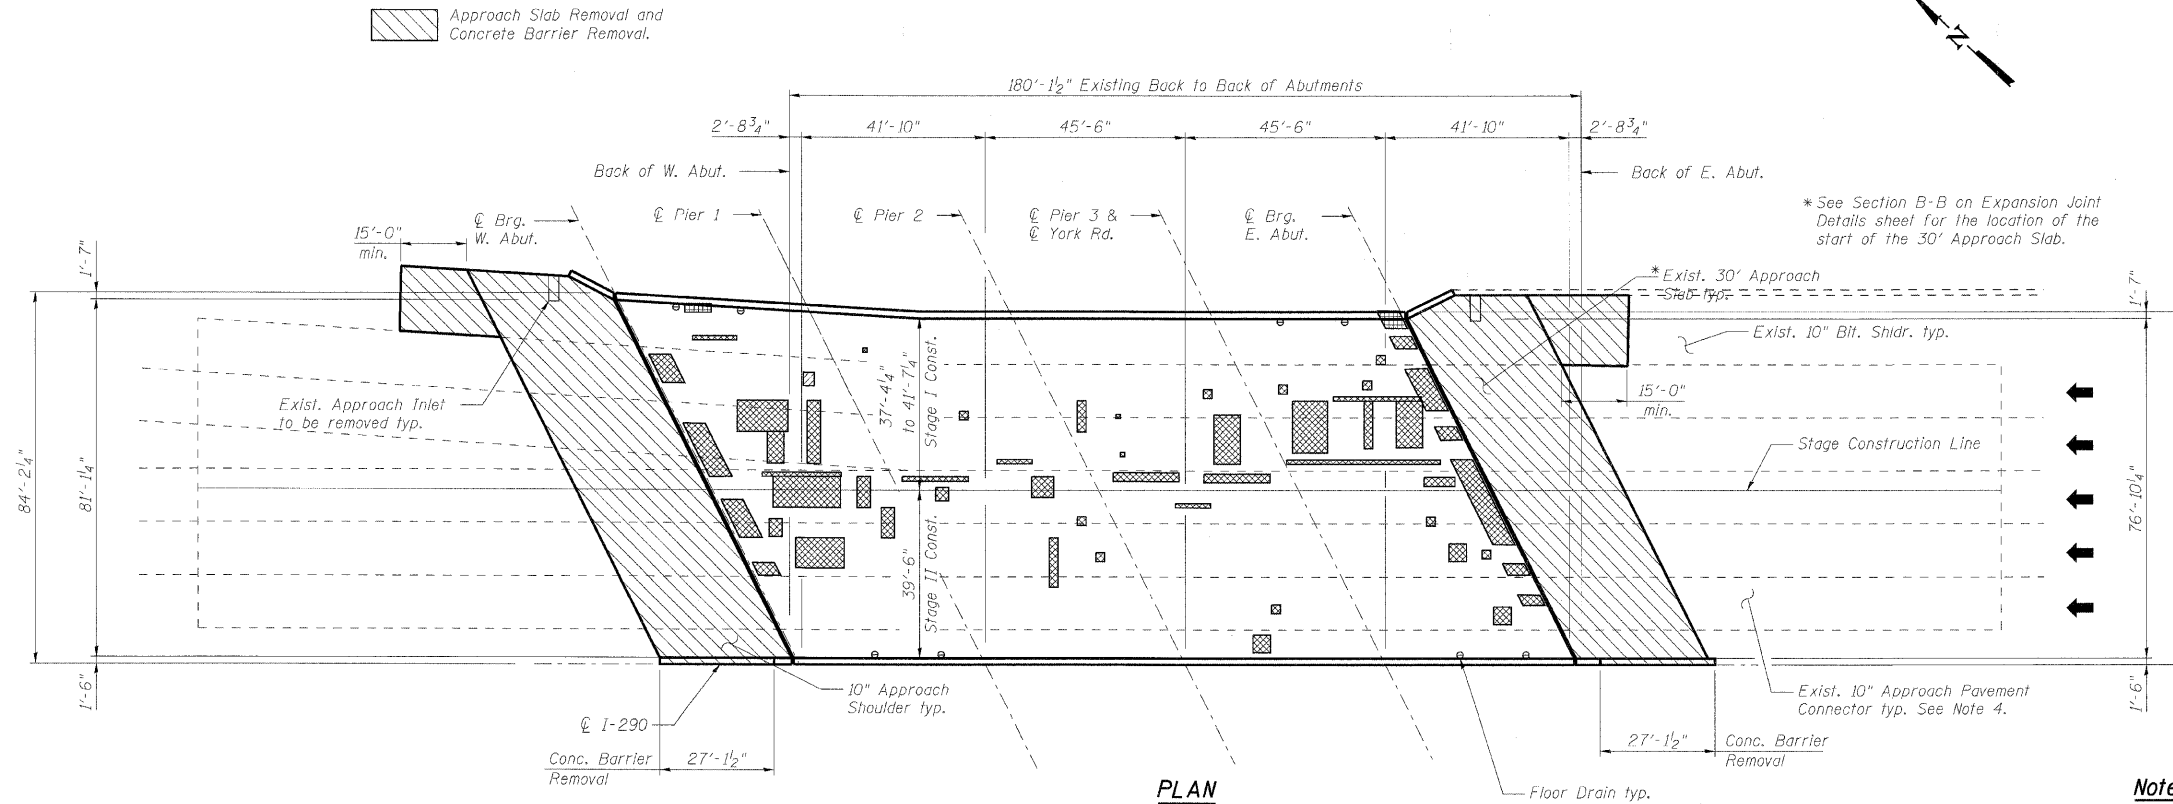 Approach Slab Removal and
Concrete Barrier Removal.
N
180'-1½" Existing Back to Back of Abutments
2'-8¾"
41'-10"
45'-6"
45'-6"
41'-10"
2'-8¾"
Back of W. Abut.
Back of E. Abut.
* See Section B-B on Expansion Joint
Details sheet for the location of the
start of the 30' Approach Slab.
℄ Brg.
W. Abut.
℄ Pier 1
℄ Pier 2
℄ Pier 3 &
℄ York Rd.
℄ Brg.
E. Abut.
15'-0"
min.
1'-7"
* Exist. 30' Approach
Slab typ.
1'-7"
Exist. 10" Bit. Shldr. typ.
Exist. Approach Inlet
to be removed typ.
37'-4¼"
to 41'-7¼"
Stage I Const.
15'-0"
min.
Stage Construction Line
84'-2¼"
81'-1¼"
76'-10¼"
39'-6"
Stage II Const.
1'-6"
10" Approach
Shoulder typ.
℄ I-290
Exist. 10" Approach Pavement
Connector typ. See Note 4.
1'-6"
Conc. Barrier
Removal
27'-1½"
27'-1½"
Conc. Barrier
Removal
Floor Drain typ.
PLAN
Note